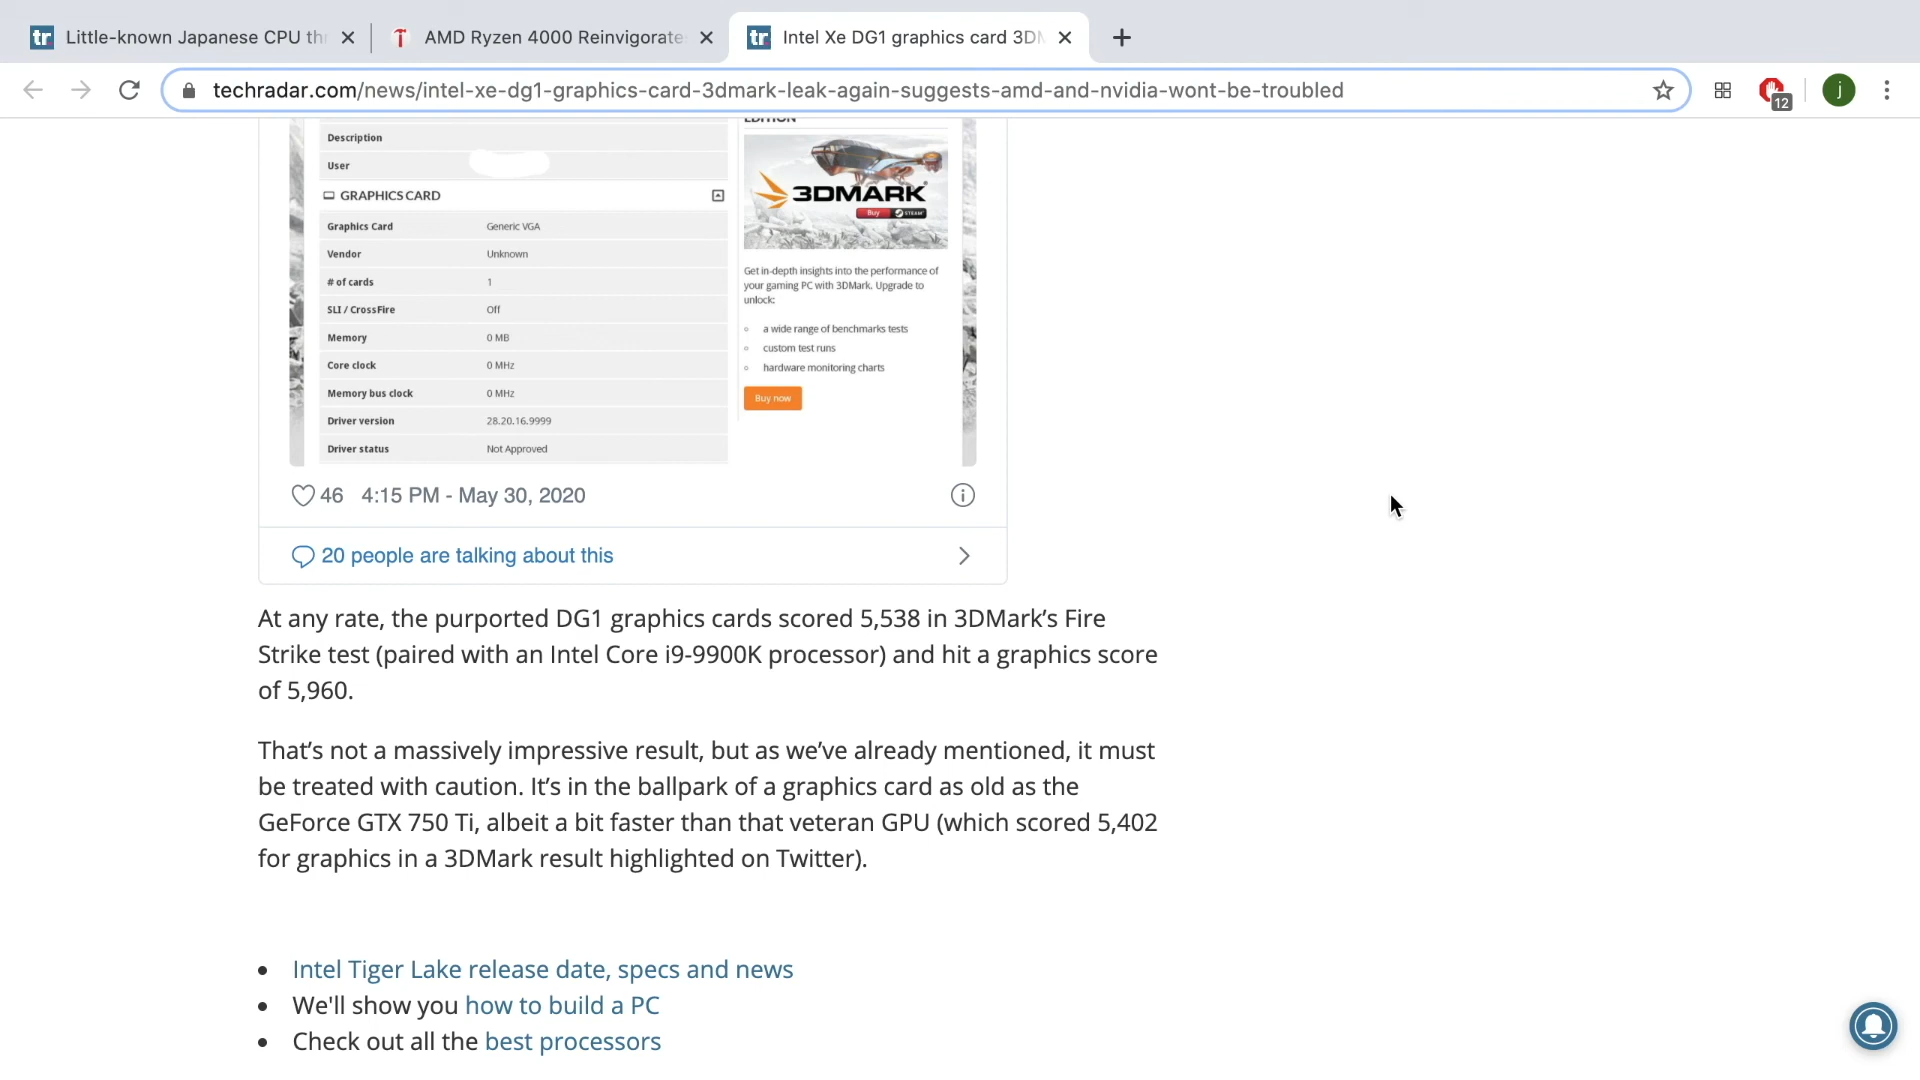 tr Little-known Japanese CPU thr
T AMD Ryzen 4000 Reinvigorate
tr Intel Xe DG1 graphics card 3DM
techradar.com/news/intel-xe-dg1-graphics-card-3dmark-leak-again-suggests-amd-and-nvidia-wont-be-troubled
12
j
EDITION
Description
User
GRAPHICS CARD
Graphics Card Generic VGA
Vendor Unknown
# of cards 1
SLI / CrossFire Off
Memory 0 MB
Core clock 0 MHz
Memory bus clock 0 MHz
Driver version 28.20.16.9999
Driver status Not Approved
3DMARK
Buy STEAM
Get in-depth insights into the performance of
your gaming PC with 3DMark. Upgrade to
unlock:
a wide range of benchmarks tests
custom test runs
hardware monitoring charts
Buy now
46 4:15 PM - May 30, 2020
20 people are talking about this
At any rate, the purported DG1 graphics cards scored 5,538 in 3DMark’s Fire
Strike test (paired with an Intel Core i9-9900K processor) and hit a graphics score
of 5,960.
That’s not a massively impressive result, but as we’ve already mentioned, it must
be treated with caution. It’s in the ballpark of a graphics card as old as the
GeForce GTX 750 Ti, albeit a bit faster than that veteran GPU (which scored 5,402
for graphics in a 3DMark result highlighted on Twitter).
• Intel Tiger Lake release date, specs and news
• We'll show you how to build a PC
• Check out all the best processors